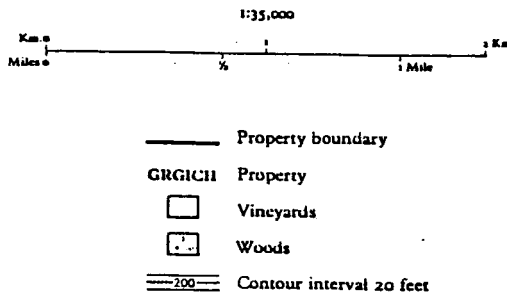 1:35,000
Km. 0 1 2 Km
Miles 0 ½ 1 Mile
Property boundary
GRGICH Property
Vineyards
Woods
200 Contour interval 20 feet